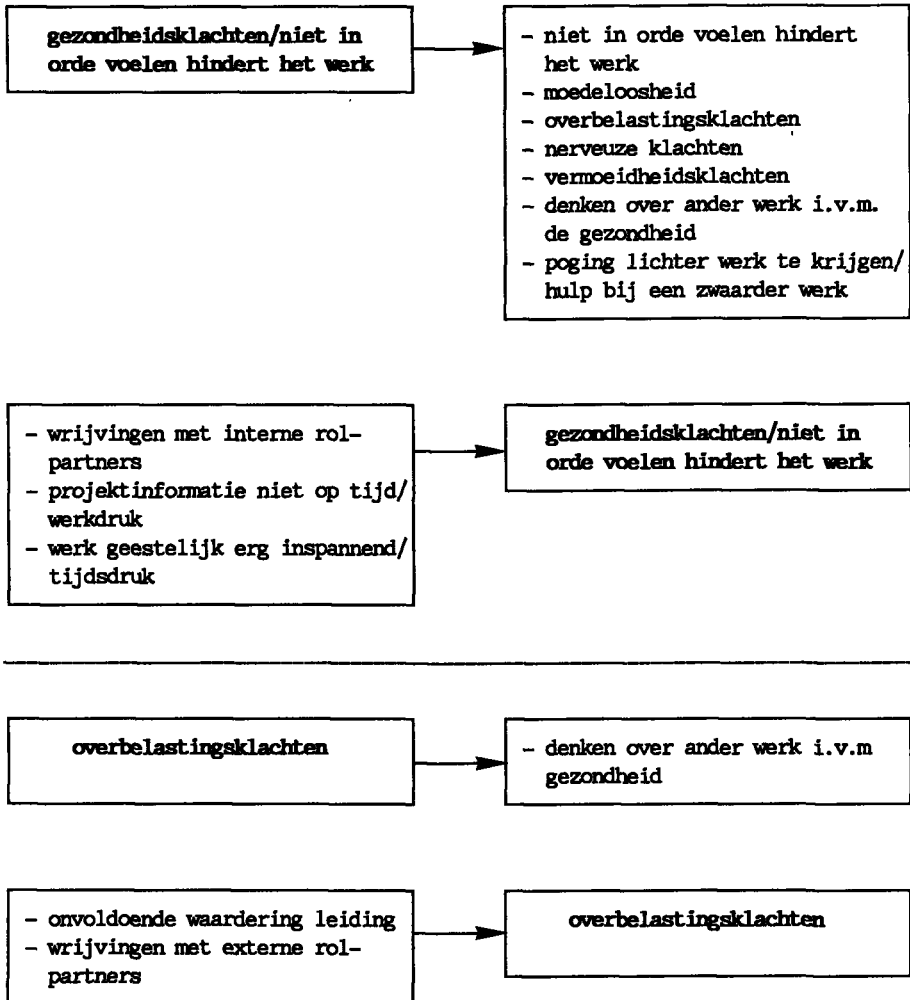 gezondheidsklachten/niet in
orde voelen hindert het werk
- niet in orde voelen hindert
het werk
- moedeloosheid
- overbelastingsklachten
- nerveuze klachten
- vermoeidheidsklachten
- denken over ander werk i.v.m.
de gezondheid
- poging lichter werk te krijgen/
hulp bij een zwaarder werk
- wrijvingen met interne rol-
partners
- projektinformatie niet op tijd/
werkdruk
- werk geestelijk erg inspannend/
tijdsdruk
gezondheidsklachten/niet in
orde voelen hindert het werk
overbelastingsklachten
- denken over ander werk i.v.m
gezondheid
- onvoldoende waardering leiding
- wrijvingen met externe rol-
partners
overbelastingsklachten